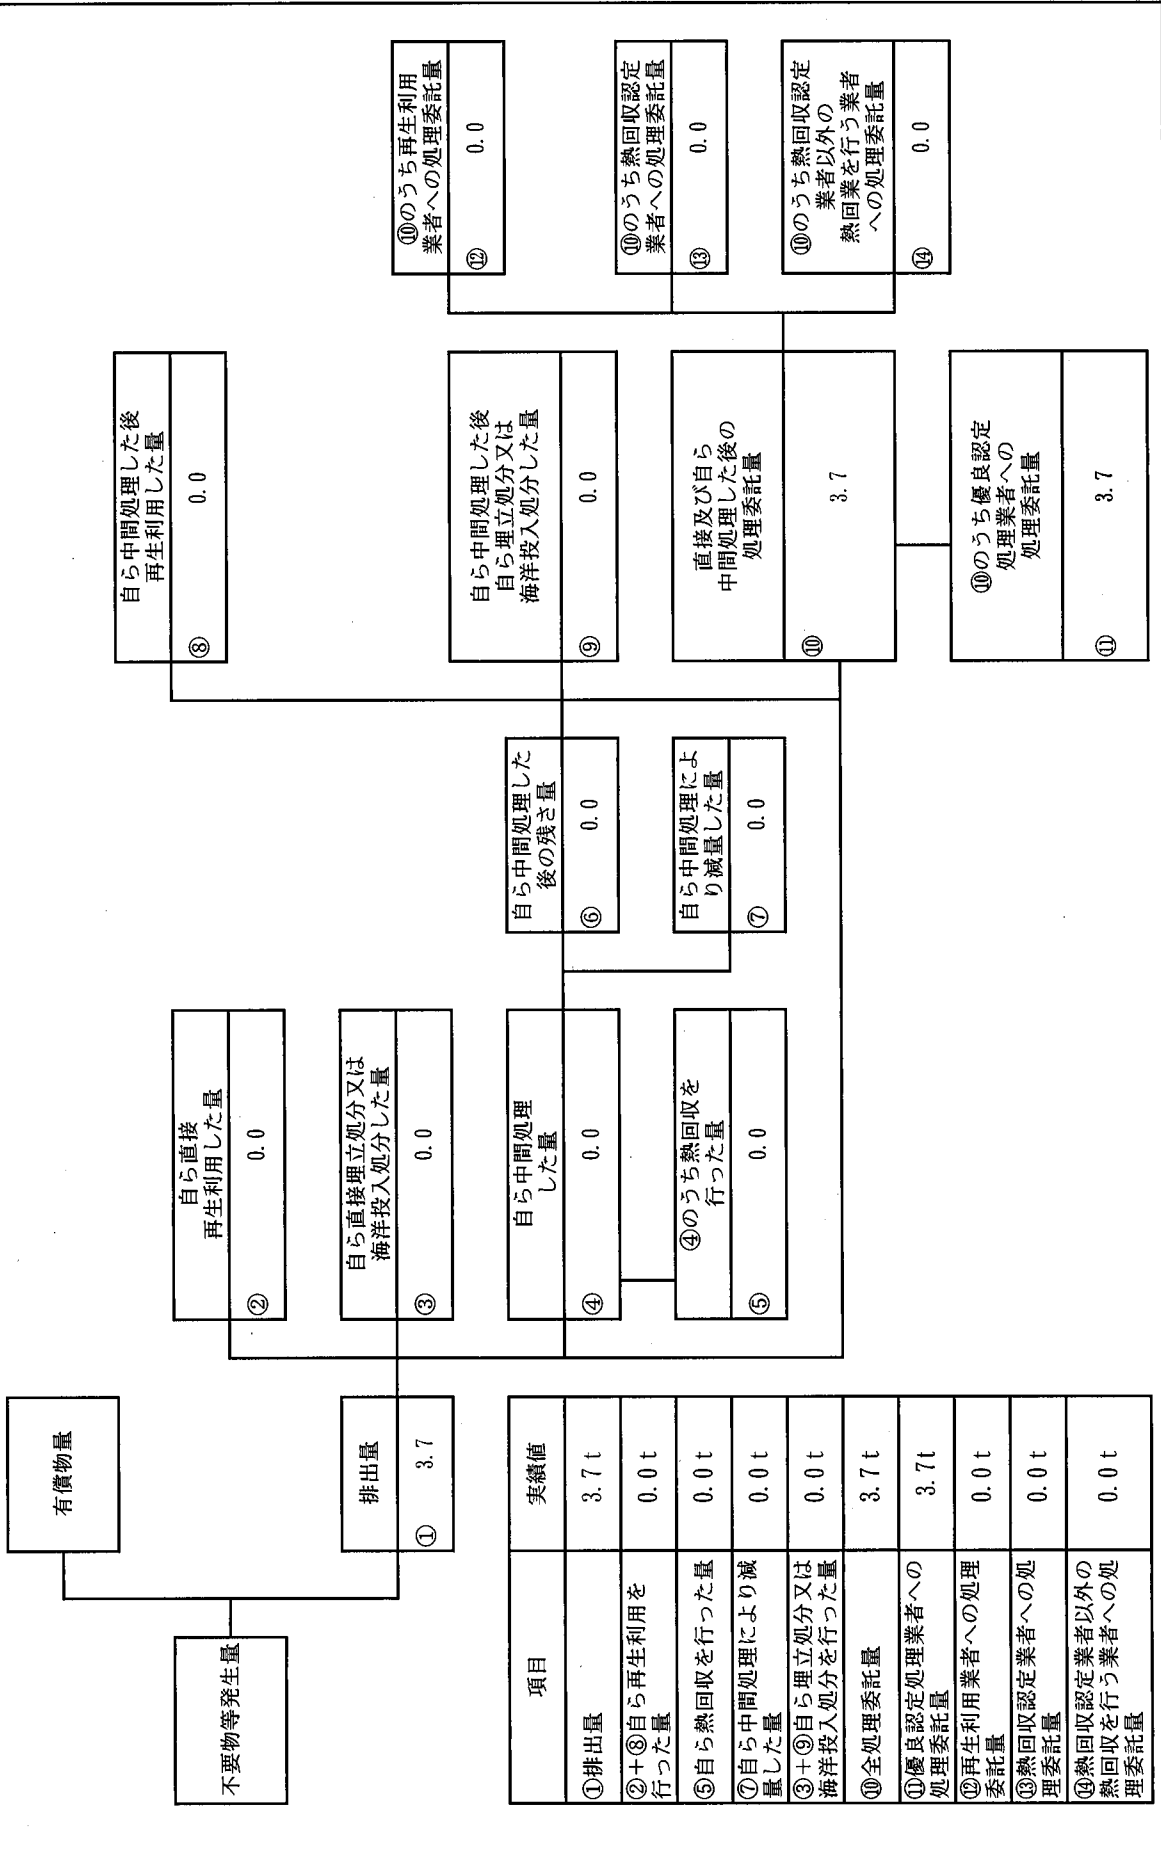 不要物等発生量
有償物量
排出量
① 3.7
自ら直接
再生利用した量
② 0.0
自ら直接埋立処分又は
海洋投入処分した量
③ 0.0
自ら中間処理
した量
④ 0.0
④のうち熱回収を
行った量
⑤ 0.0
自ら中間処理した
後の残さ量
⑥ 0.0
自ら中間処理によ
り減量した量
⑦ 0.0
自ら中間処理した後
再生利用した量
⑧ 0.0
自ら中間処理した後
自ら埋立処分又は
海洋投入処分した量
⑨ 0.0
直接及び自ら
中間処理した後の
処理委託量
⑩ 3.7
⑩のうち優良認定
処理業者への
処理委託量
⑪ 3.7
⑩のうち再生利用
業者への処理委託量
⑫ 0.0
⑩のうち熱回収認定
業者への処理委託量
⑬ 0.0
⑩のうち熱回収認定
業者以外の
熱回業を行う業者
への処理委託量
⑭ 0.0
項目 実績値
①排出量 3.7t
②+⑧自ら再生利用を
行った量 0.0t
⑤自ら熱回収を行った量 0.0t
⑦自ら中間処理により減
量した量 0.0t
③+⑨自ら埋立処分又は
海洋投入処分を行った量 0.0t
⑩全処理委託量 3.7t
⑪優良認定処理業者への
処理委託量 3.7t
⑫再生利用業者への処理
委託量 0.0t
⑬熱回収認定業者への処
理委託量 0.0t
⑭熱回収認定業者以外の
熱回収を行う業者への処
理委託量 0.0t